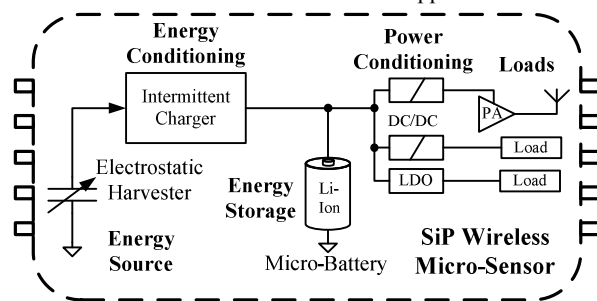 Energy
Conditioning
Power
Conditioning
Loads
Intermittent
Charger
PA
DC/DC
Load
LDO
Load
Electrostatic
Harvester
Energy
Source
Energy
Storage
Li-
Ion
Micro-Battery
SiP Wireless
Micro-Sensor